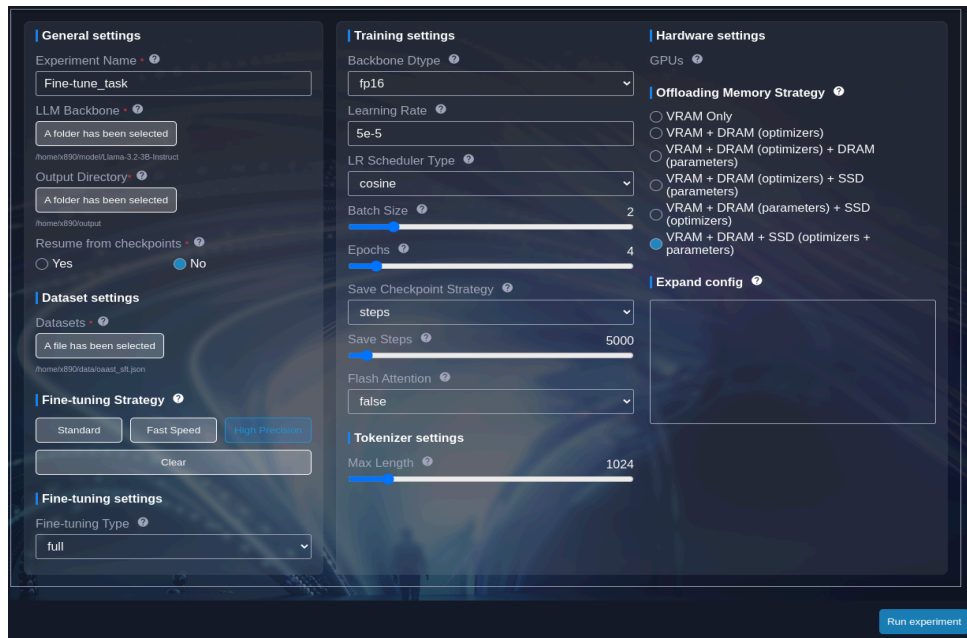 General settings
Experiment Name *
Fine-tune_task
LLM Backbone *
A folder has been selected
/home/x890/model/Llama-3.2-3B-Instruct
Output Directory*
A folder has been selected
/home/x890/output
Resume from checkpoints *
Yes
No
Dataset settings
Datasets *
A file has been selected
/home/x890/data/oaast_sft.json
Fine-tuning Strategy
Standard
Fast Speed
High Precision
Clear
Fine-tuning settings
Fine-tuning Type
full
Training settings
Backbone Dtype
fp16
Learning Rate
5e-5
LR Scheduler Type
cosine
Batch Size 2
Epochs 4
Save Checkpoint Strategy
steps
Save Steps 5000
Flash Attention
false
Tokenizer settings
Max Length 1024
Hardware settings
GPUs
Offloading Memory Strategy
VRAM Only
VRAM + DRAM (optimizers)
VRAM + DRAM (optimizers) + DRAM
(parameters)
VRAM + DRAM (optimizers) + SSD
(parameters)
VRAM + DRAM (parameters) + SSD
(optimizers)
VRAM + DRAM + SSD (optimizers +
parameters)
Expand config
Run experiment